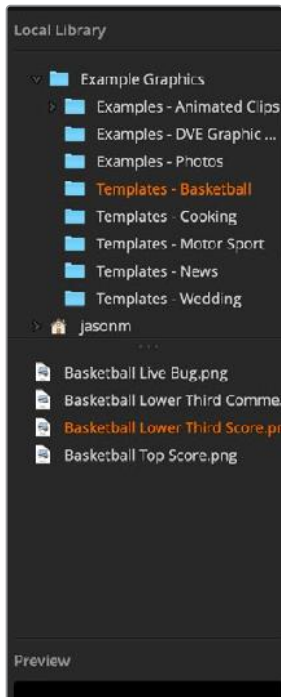 Local Library
Example Graphics
Examples - Animated Clips
Examples - DVE Graphic ...
Examples - Photos
Templates - Basketball
Templates - Cooking
Templates - Motor Sport
Templates - News
Templates - Wedding
jasonm
Basketball Live Bug.png
Basketball Lower Third Comme.
Basketball Lower Third Score.pr
Basketball Top Score.png
Preview